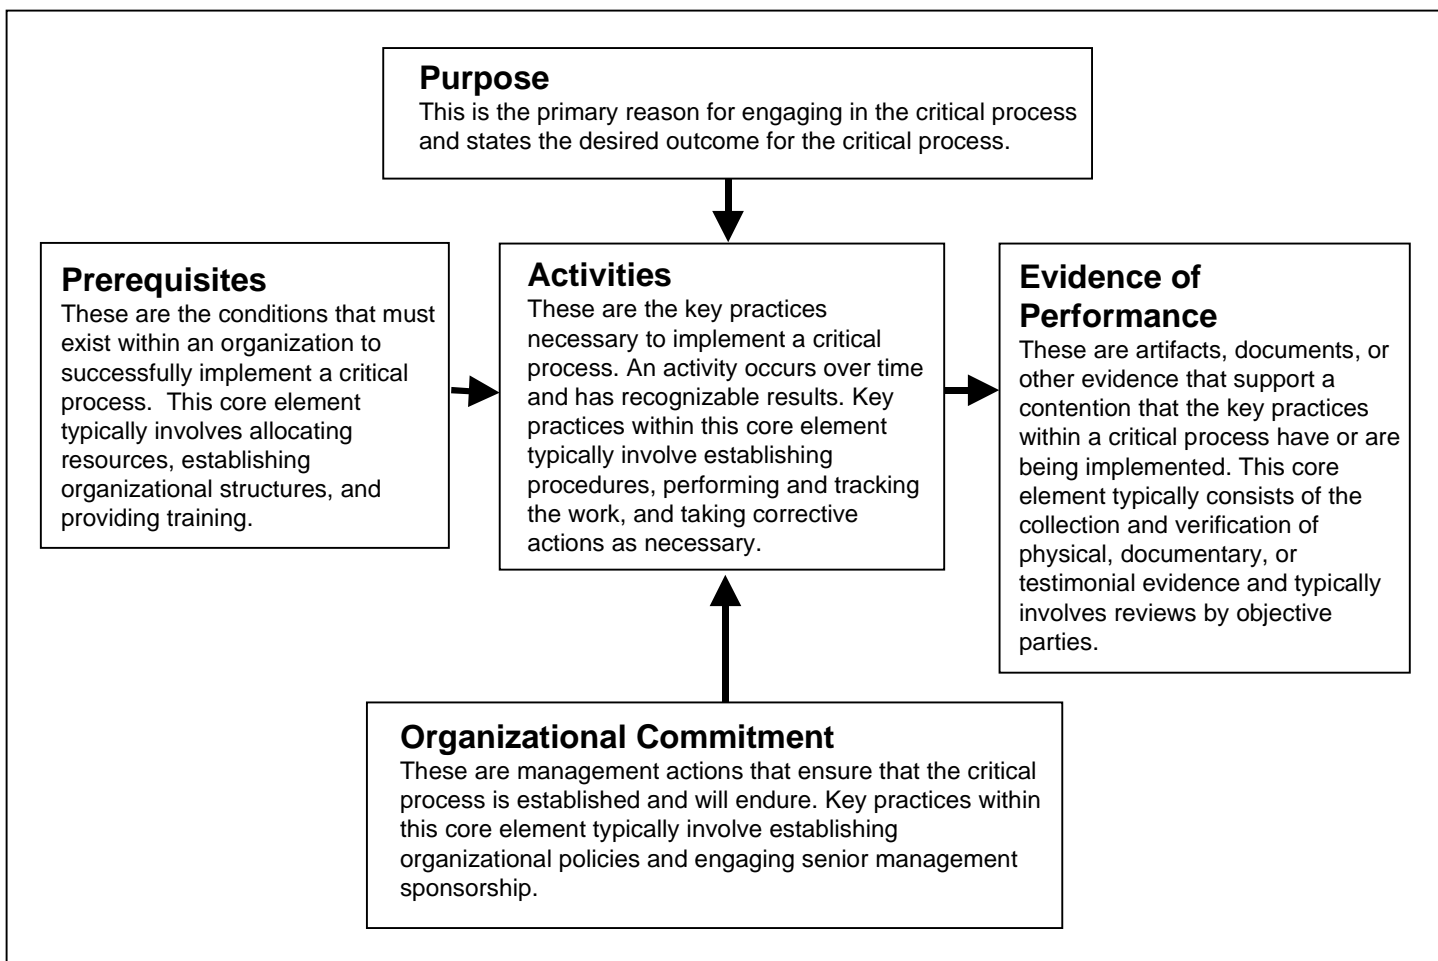 Purpose
This is the primary reason for engaging in the critical process
and states the desired outcome for the critical process.
Prerequisites
These are the conditions that must
exist within an organization to
successfully implement a critical
process.  This core element
typically involves allocating
resources, establishing
organizational structures, and
providing training.
Activities
These are the key practices
necessary to implement a critical
process. An activity occurs over time
and has recognizable results. Key
practices within this core element
typically involve establishing
procedures, performing and tracking
the work, and taking corrective
actions as necessary.
Evidence of
Performance
These are artifacts, documents, or
other evidence that support a
contention that the key practices
within a critical process have or are
being implemented. This core
element typically consists of the
collection and verification of
physical, documentary, or
testimonial evidence and typically
involves reviews by objective
parties.
Organizational Commitment
These are management actions that ensure that the critical
process is established and will endure. Key practices within
this core element typically involve establishing
organizational policies and engaging senior management
sponsorship.